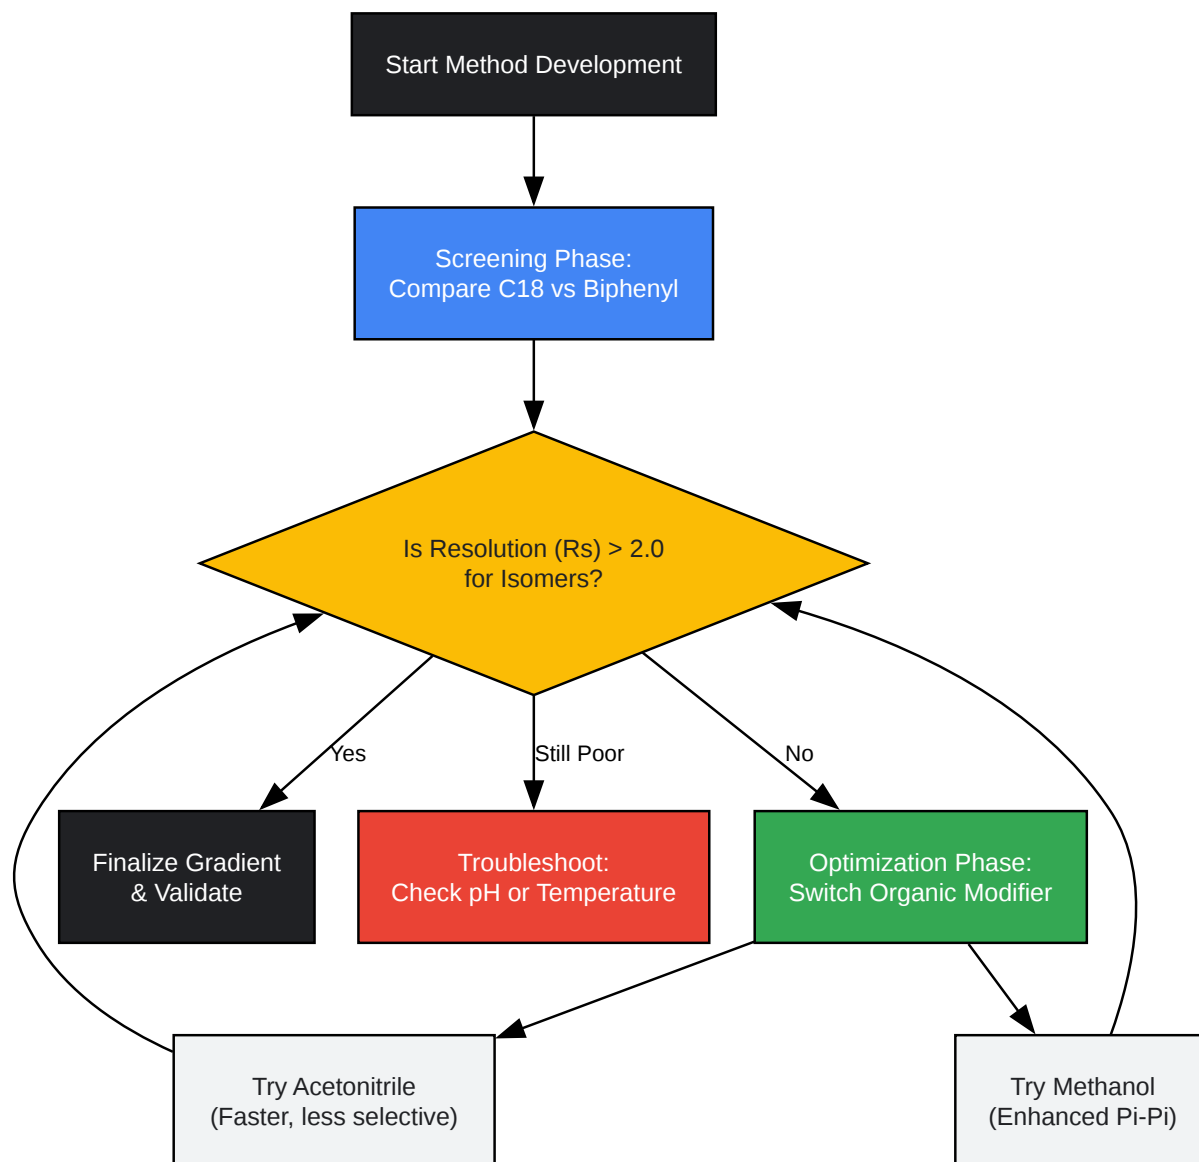 Start Method Development
Screening Phase:
Compare C18 vs Biphenyl
Is Resolution (Rs) > 2.0
for Isomers?
Yes
Still Poor
No
Finalize Gradient
& Validate
Troubleshoot:
Check pH or Temperature
Optimization Phase:
Switch Organic Modifier
Try Acetonitrile
(Faster, less selective)
Try Methanol
(Enhanced Pi-Pi)